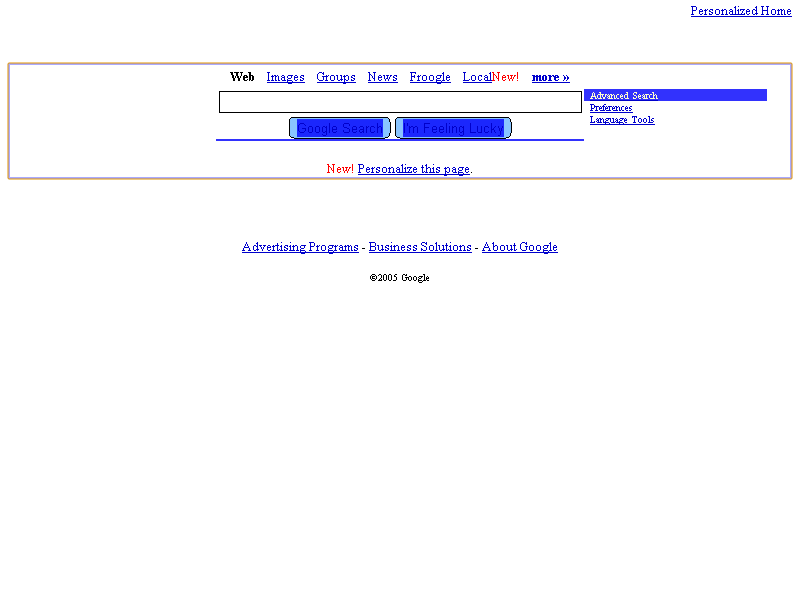 Personalized Home
Web Images Groups News Froogle LocalNew! more »
Advanced Search
Preferences
Language Tools
Google Search I'm Feeling Lucky
New! Personalize this page.
Advertising Programs - Business Solutions - About Google
©2005 Google